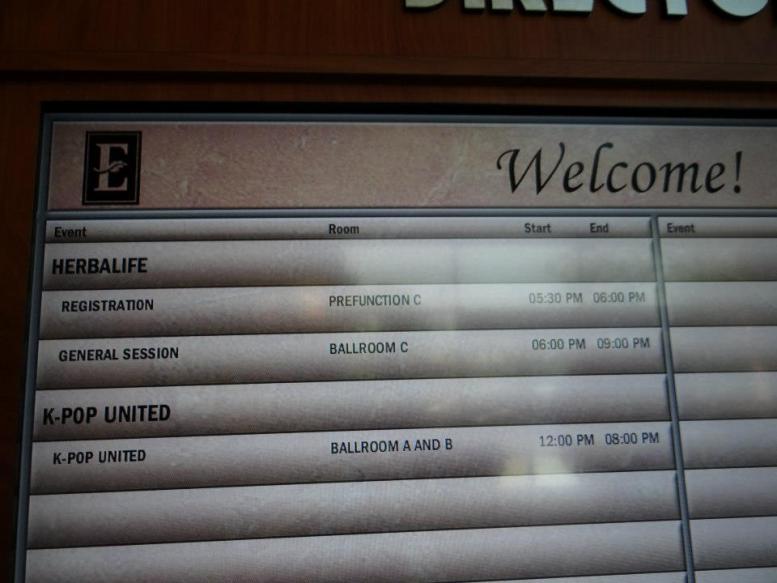 E
Welcome!
Event Room Start End Event
HERBALIFE
REGISTRATION PREFUNCTION C 05:30 PM 06:00 PM
GENERAL SESSION BALLROOM C 06:00 PM 09:00 PM
K-POP UNITED
K-POP UNITED BALLROOM A AND B 12:00 PM 08:00 PM